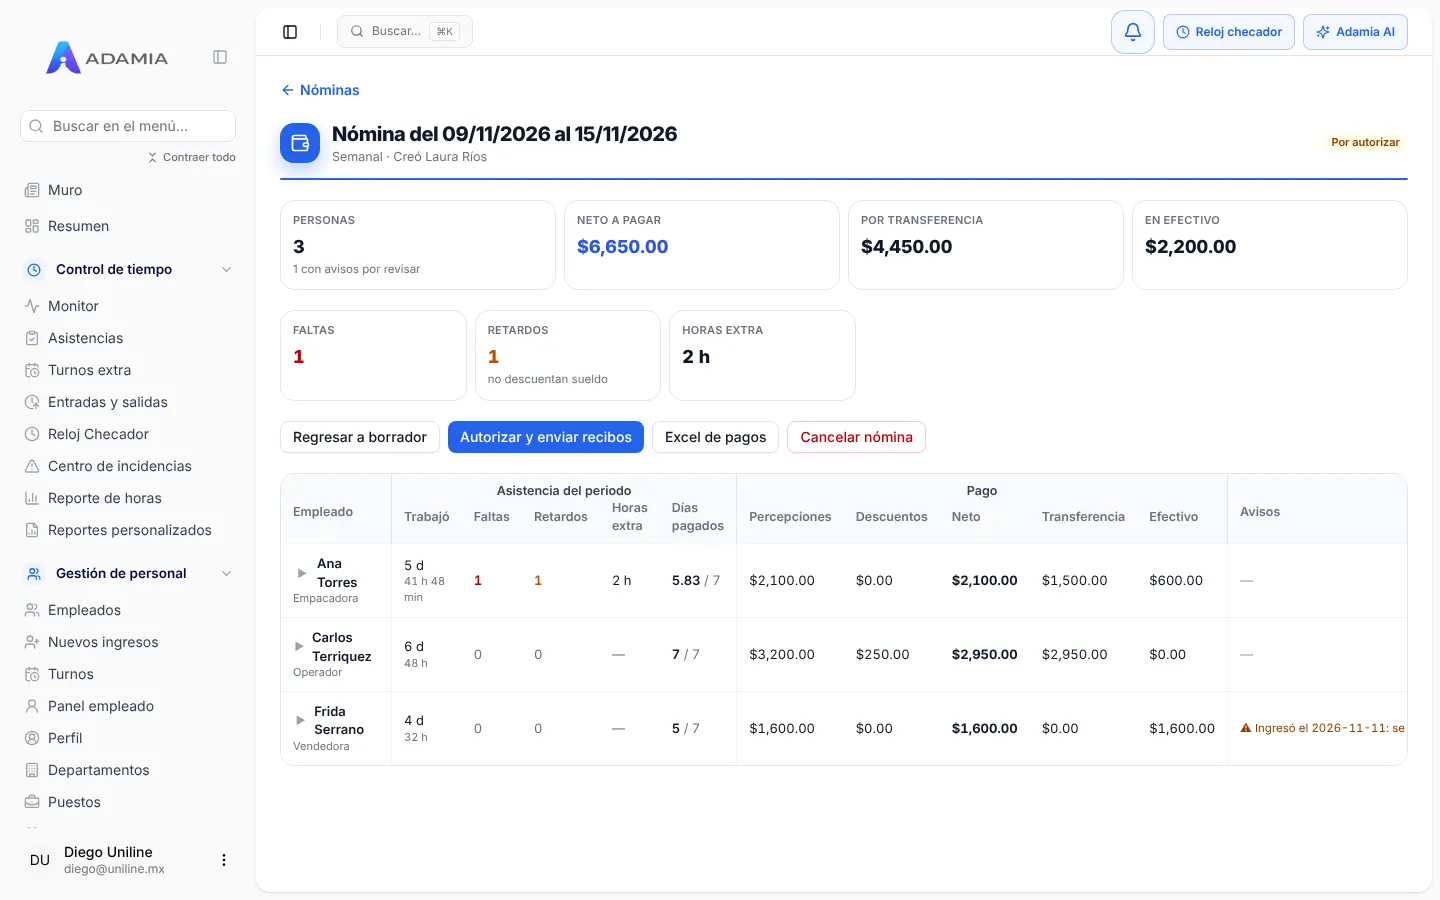 ADAMIA
Buscar en el menú...
Contraer todo
Muro
Resumen
Control de tiempo
Monitor
Asistencias
Turnos extra
Entradas y salidas
Reloj Checador
Centro de incidencias
Reporte de horas
Reportes personalizados
Gestión de personal
Empleados
Nuevos ingresos
Turnos
Panel empleado
Perfil
Departamentos
Puestos
DU
Diego Uniline
diego@uniline.mx
Buscar... ⌘K
Reloj checador
Adamia AI
Nóminas
Nómina del 09/11/2026 al 15/11/2026
Semanal · Creó Laura Ríos
Por autorizar
PERSONAS
3
1 con avisos por revisar
NETO A PAGAR
$6,650.00
POR TRANSFERENCIA
$4,450.00
EN EFECTIVO
$2,200.00
FALTAS
1
RETARDOS
1
no descuentan sueldo
HORAS EXTRA
2 h
Regresar a borrador
Autorizar y enviar recibos
Excel de pagos
Cancelar nómina
Empleado
Asistencia del periodo
Pago
Avisos
Trabajó
Faltas
Retardos
Horas extra
Días pagados
Percepciones
Descuentos
Neto
Transferencia
Efectivo
Ana Torres
Empacadora
5 d
41 h 48 min
1
1
2 h
5.83 / 7
$2,100.00
$0.00
$2,100.00
$1,500.00
$600.00
—
Carlos Terriquez
Operador
6 d
48 h
0
0
—
7 / 7
$3,200.00
$250.00
$2,950.00
$2,950.00
$0.00
—
Frida Serrano
Vendedora
4 d
32 h
0
0
—
5 / 7
$1,600.00
$0.00
$1,600.00
$0.00
$1,600.00
Ingresó el 2026-11-11: se